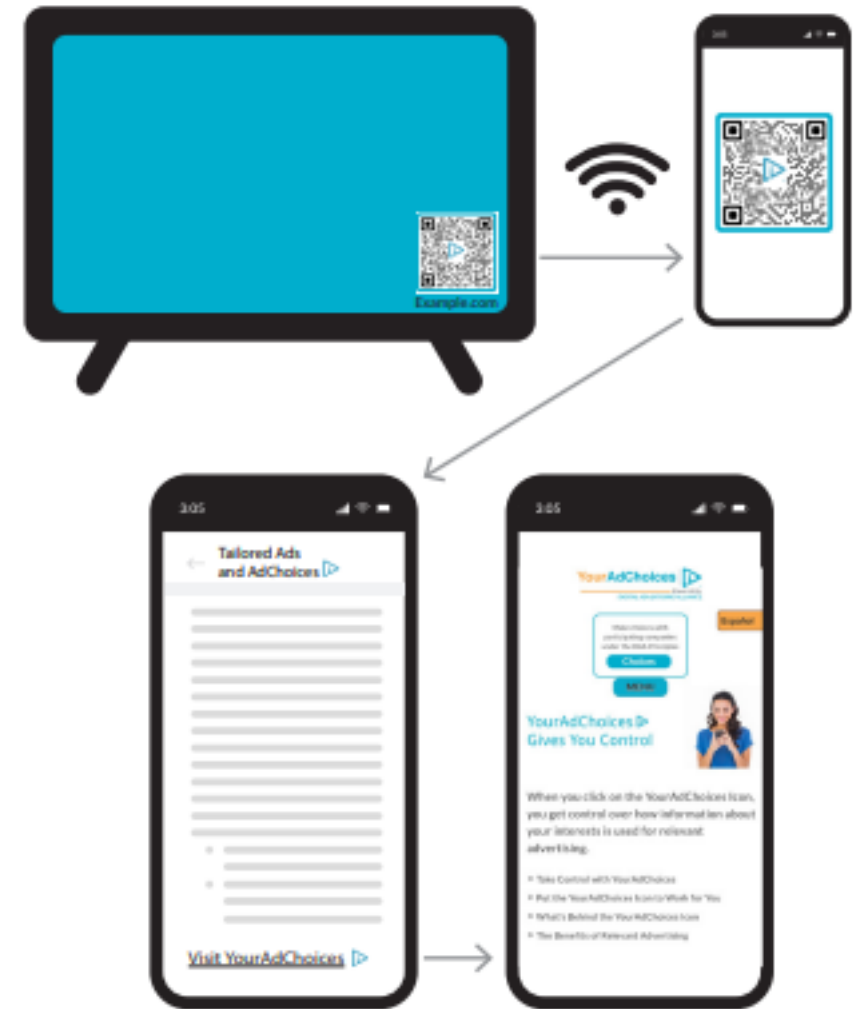 Example.com
3:05
Tailored Ads
and AdChoices
Visit YourAdChoices
3:05
YourAdChoices
DIGITAL ADVERTISING ALLIANCE
Español
Choices
YourAdChoices
Gives You Control
When you click on the YourAdChoices Icon,
you get control over how information about
your interests is used for relevant
advertising.
Take Control with YourAdChoices
Put the YourAdChoices Icon to Work for You
What's Behind the YourAdChoices Icon
The Benefits of Relevant Advertising